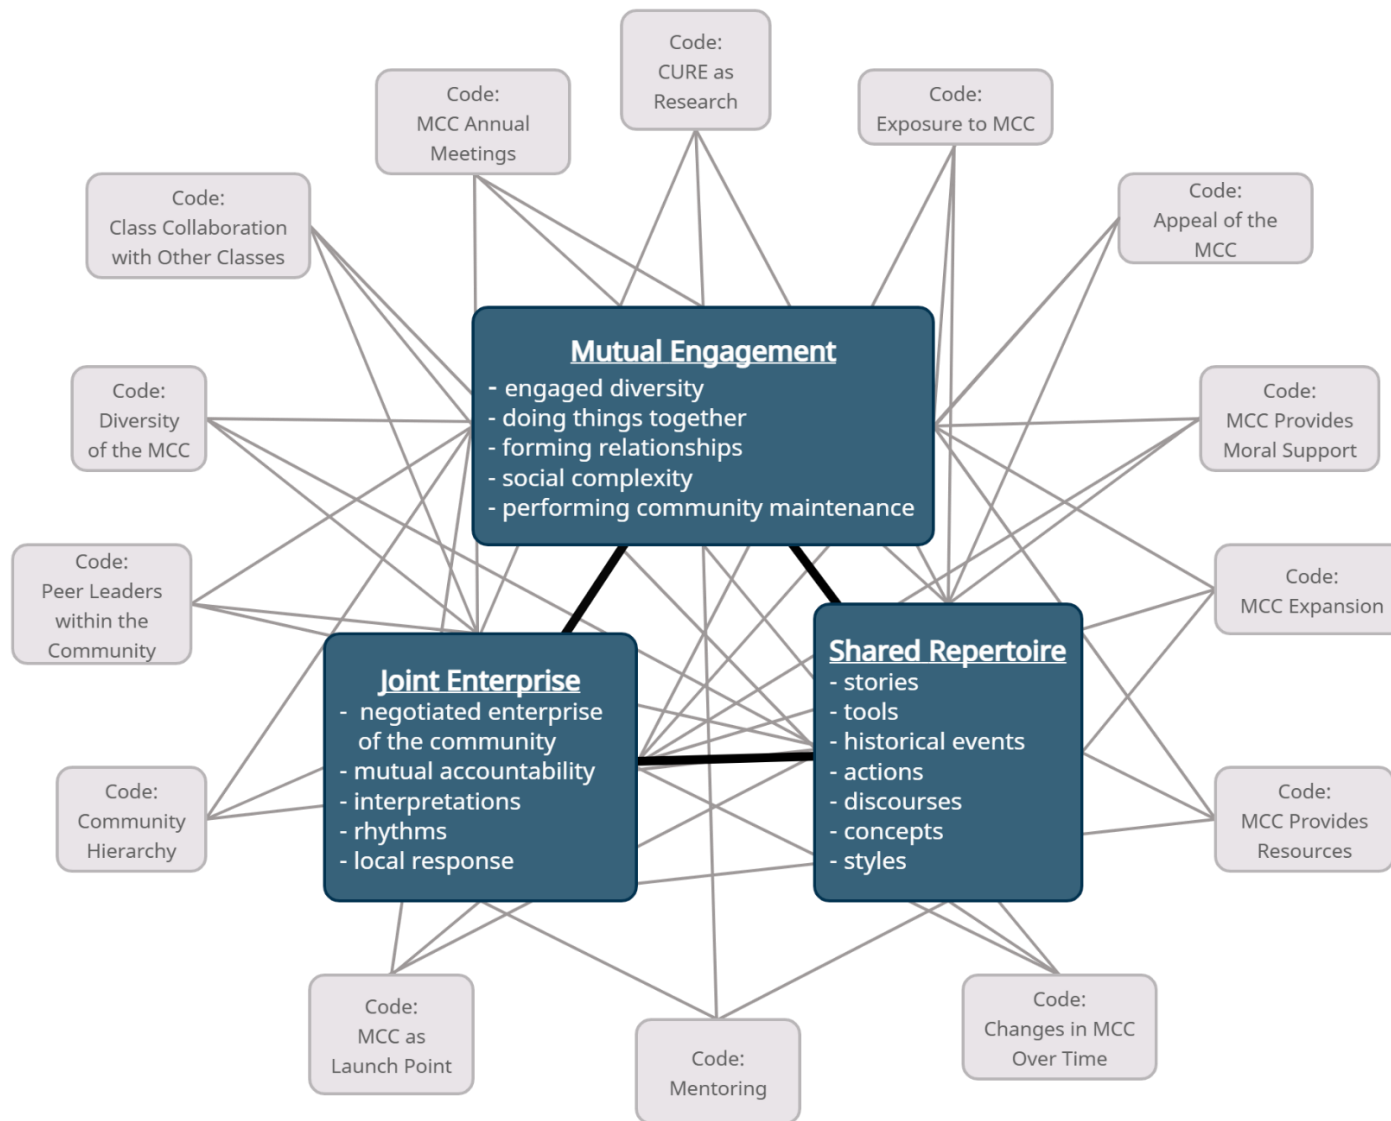 Code:
CURE as
Research
Code:
MCC Annual
Meetings
Code:
Exposure to MCC
Code:
Class Collaboration
with Other Classes
Code:
Appeal of the
MCC
Mutual Engagement
- engaged diversity
- doing things together
- forming relationships
- social complexity
- performing community maintenance
Code:
Diversity
of the MCC
Code:
MCC Provides
Moral Support
Code:
Peer Leaders
within the
Community
Code:
MCC Expansion
Joint Enterprise
- negotiated enterprise
of the community
- mutual accountability
- interpretations
- rhythms
- local response
Shared Repertoire
- stories
- tools
- historical events
- actions
- discourses
- concepts
- styles
Code:
Community
Hierarchy
Code:
MCC Provides
Resources
Code:
MCC as
Launch Point
Code:
Mentoring
Code:
Changes in MCC
Over Time